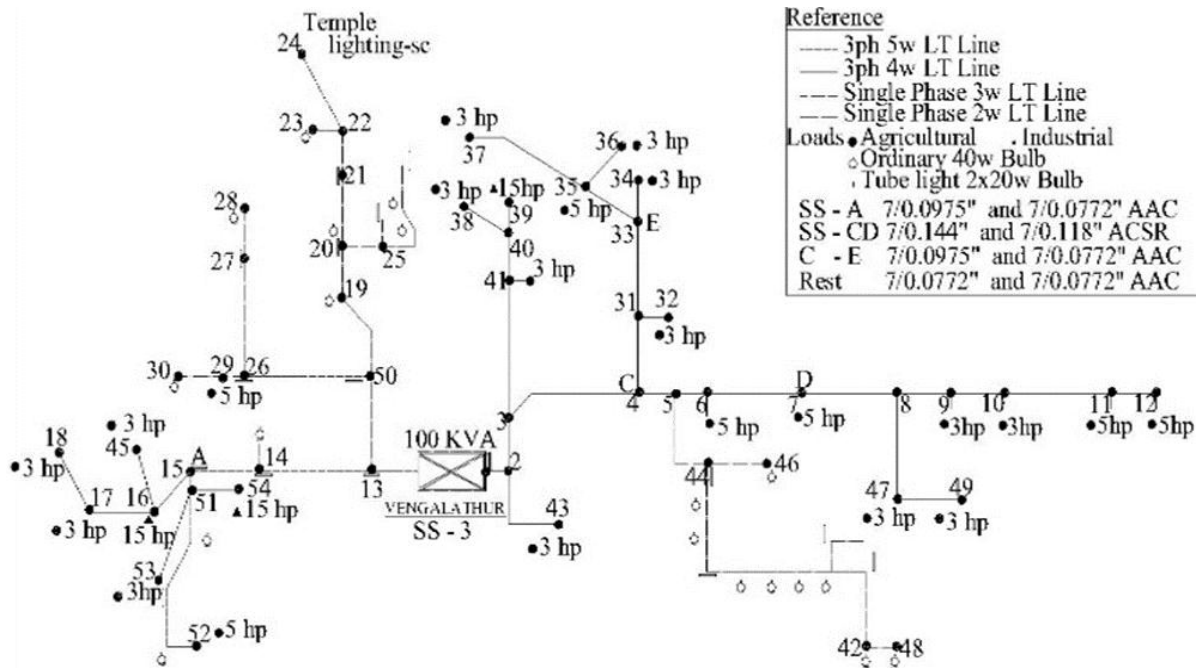 Temple
lighting-sc
24
23
22
21
28
27
20
25
19
30
29
26
50
5 hp
3 hp
37
36
3 hp
35
34
3 hp
3 hp
15hp
38
39
5 hp
33
E
40
41
3 hp
31
32
3 hp
C
4
5
6
D
7
8
9
10
11
12
3
5 hp
5 hp
3hp
3hp
5hp
5hp
3 hp
18
45
15
A
14
13
100 KVA
2
44
46
3 hp
17
16
51
54
15 hp
VENGALATHUR
SS - 3
43
47
49
3 hp
15 hp
3 hp
3 hp
3 hp
53
3hp
52
5 hp
42
48
Reference
3ph 5w LT Line
3ph 4w LT Line
Single Phase 3w LT Line
Single Phase 2w LT Line
Loads Agricultural . Industrial
Ordinary 40w Bulb
Tube light 2x20w Bulb
SS - A 7/0.0975" and 7/0.0772" AAC
SS - CD 7/0.144" and 7/0.118" ACSR
C - E 7/0.0975" and 7/0.0772" AAC
Rest 7/0.0772" and 7/0.0772" AAC